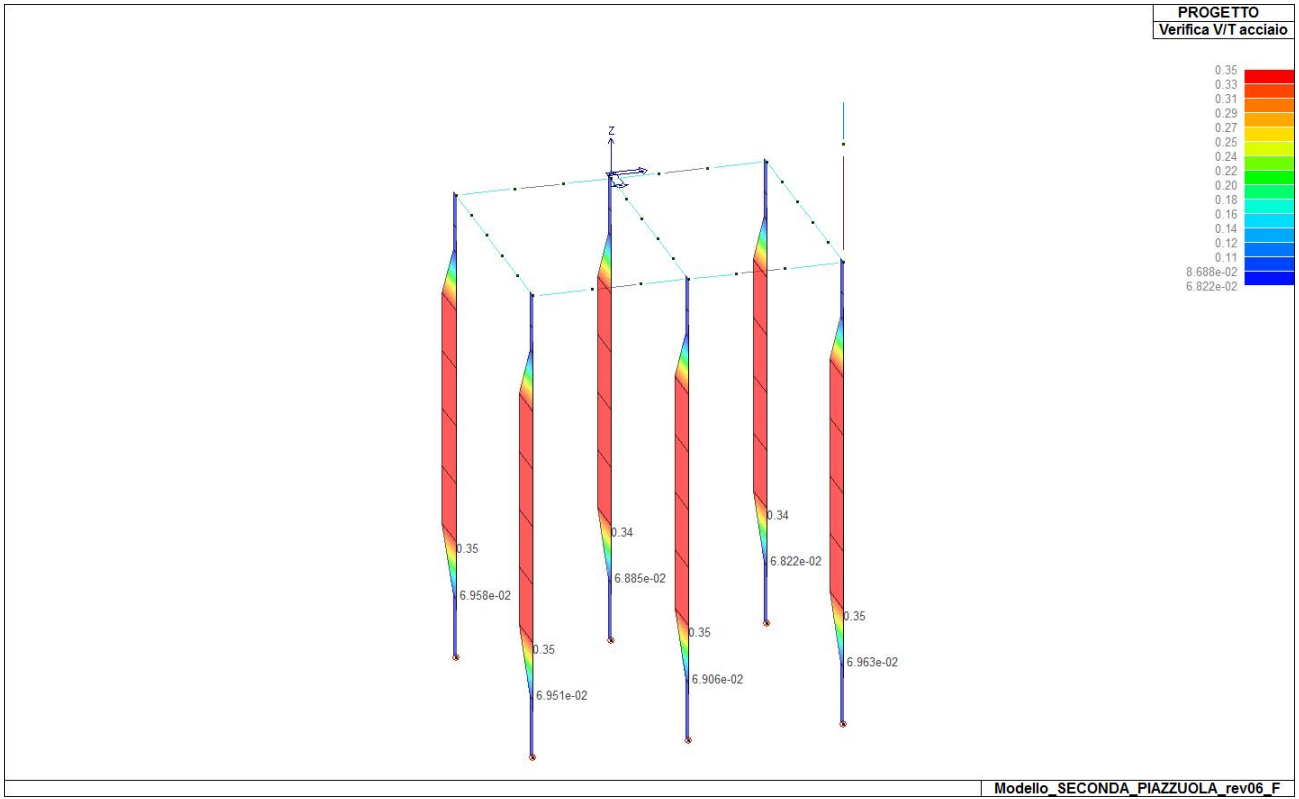 PROGETTO
Verifica V/T acciaio
0.35
0.33
0.31
0.29
0.27
0.25
0.24
0.22
0.20
0.18
0.16
0.14
0.12
0.11
8.688e-02
6.822e-02
Z
0.34
0.34
0.35
6.822e-02
6.885e-02
6.958e-02
0.35
0.35
0.35
6.963e-02
6.906e-02
6.951e-02
Modello_SECONDA_PIAZZUOLA_rev06_F